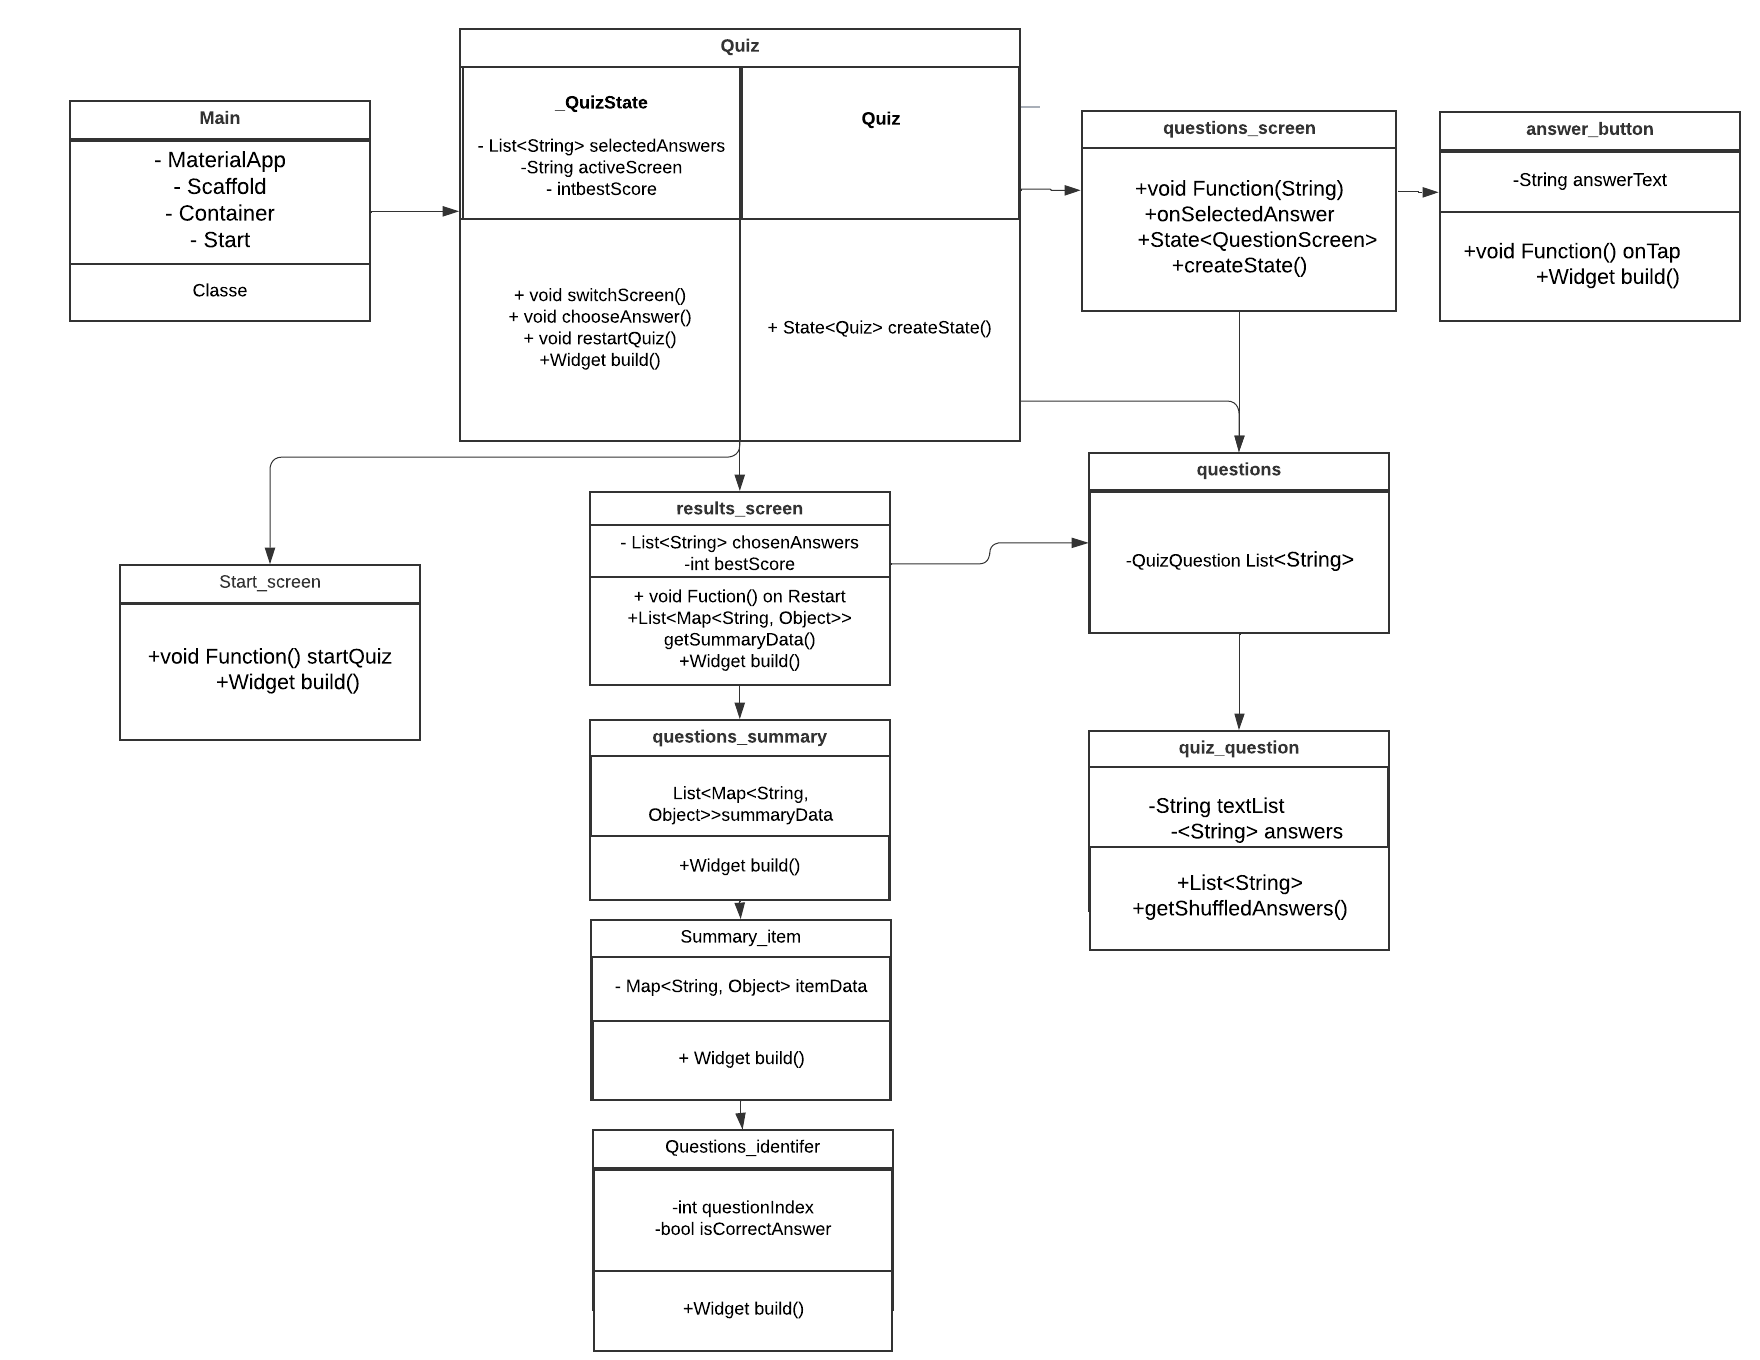 Main
- MaterialApp
- Scaffold
- Container
- Start
Classe
Quiz
_QuizState
- List<String> selectedAnswers
-String activeScreen
- intbestScore
Quiz
+ void switchScreen()
+ void chooseAnswer()
+ void restartQuiz()
+Widget build()
+ State<Quiz> createState()
questions_screen
+void Function(String)
+onSelectedAnswer
+State<QuestionScreen>
+createState()
answer_button
-String answerText
+void Function() onTap
+Widget build()
Start_screen
+void Function() startQuiz
+Widget build()
results_screen
- List<String> chosenAnswers
-int bestScore
+ void Fuction() on Restart
+List<Map<String, Object>>
getSummaryData()
+Widget build()
questions
-QuizQuestion List<String>
questions_summary
List<Map<String,
Object>>summaryData
+Widget build()
quiz_question
-String textList
-<String> answers
+List<String>
+getShuffledAnswers()
Summary_item
- Map<String, Object> itemData
+ Widget build()
Questions_identifer
-int questionIndex
-bool isCorrectAnswer
+Widget build()